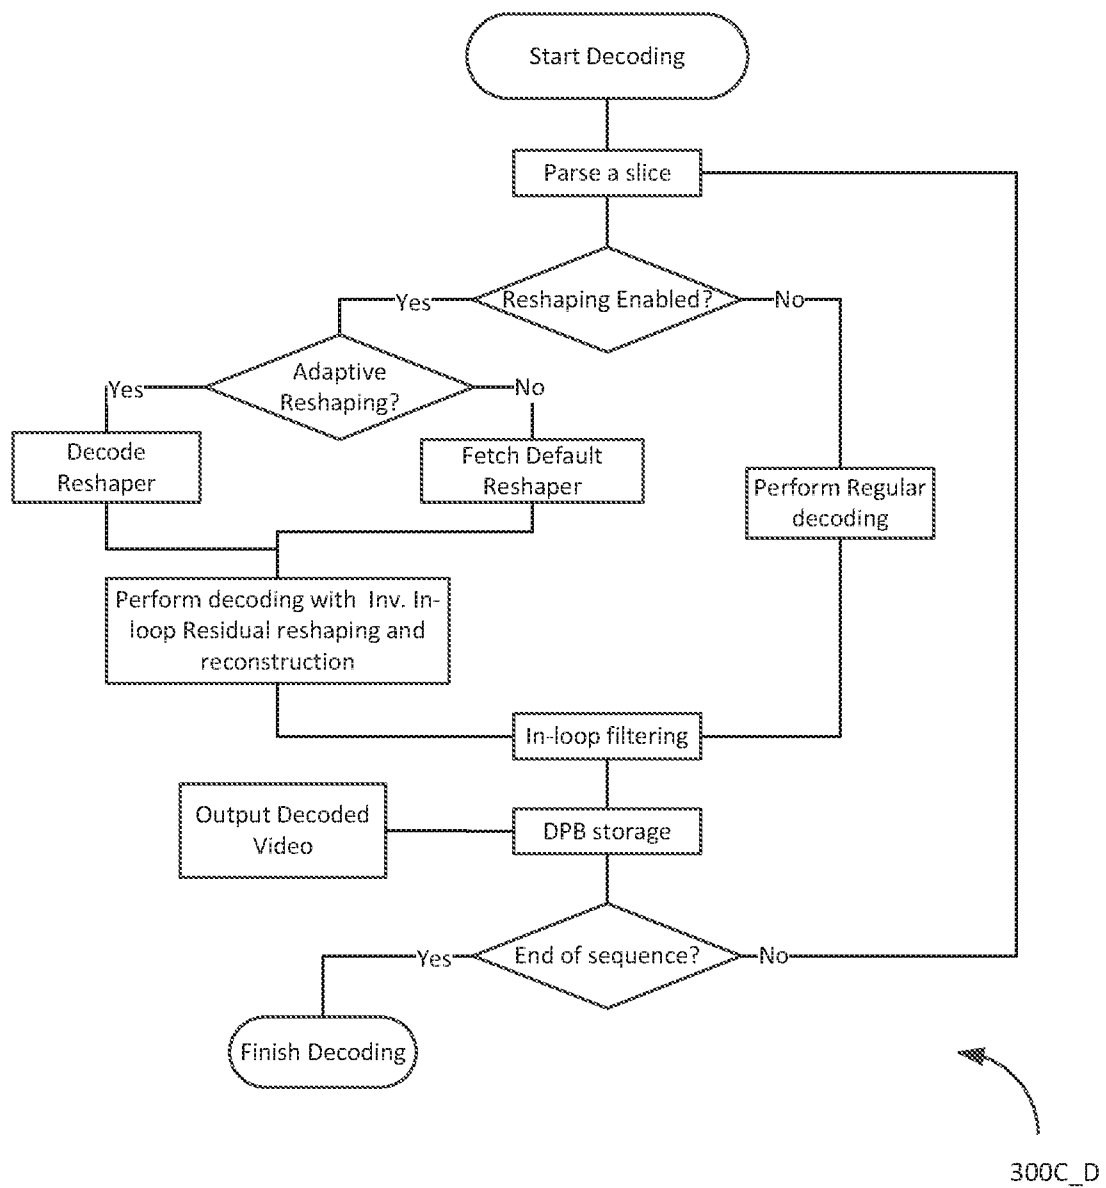 Start Decoding
Parse a slice
Reshaping Enabled?
Yes
No
Adaptive
Reshaping?
Yes
No
Decode
Reshaper
Fetch Default
Reshaper
Perform Regular
decoding
Perform decoding with Inv. In-
loop Residual reshaping and
reconstruction
In-loop filtering
Output Decoded
Video
DPB storage
End of sequence?
Yes
No
Finish Decoding
300C_D